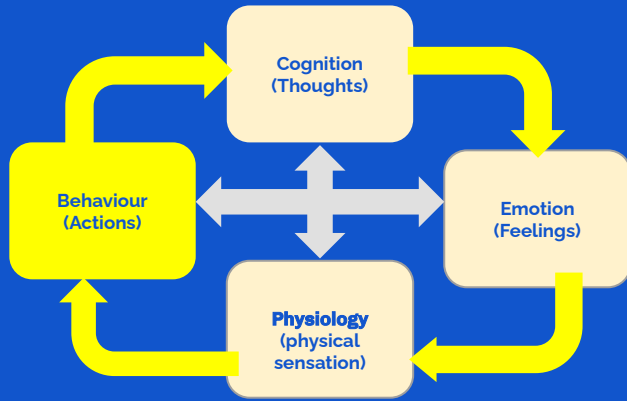 Cognition
(Thoughts)
Behaviour
(Actions)
Emotion
(Feelings)
Physiology
(physical
sensation)